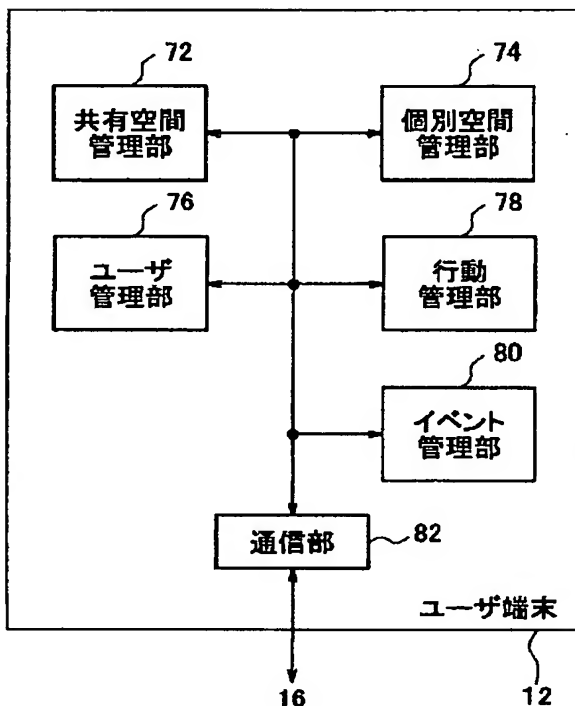 72
74
共有空間
管理部
個別空間
管理部
76
78
ユーザ
管理部
行動
管理部
80
イベント
管理部
通信部
82
ユーザ端末
16
12